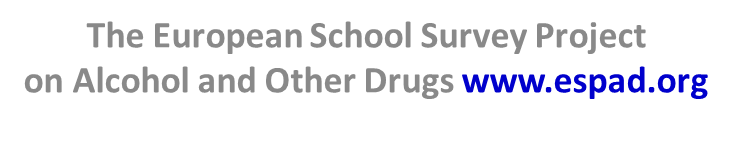 The European School Survey Project
on Alcohol and Other Drugs www.espad.org